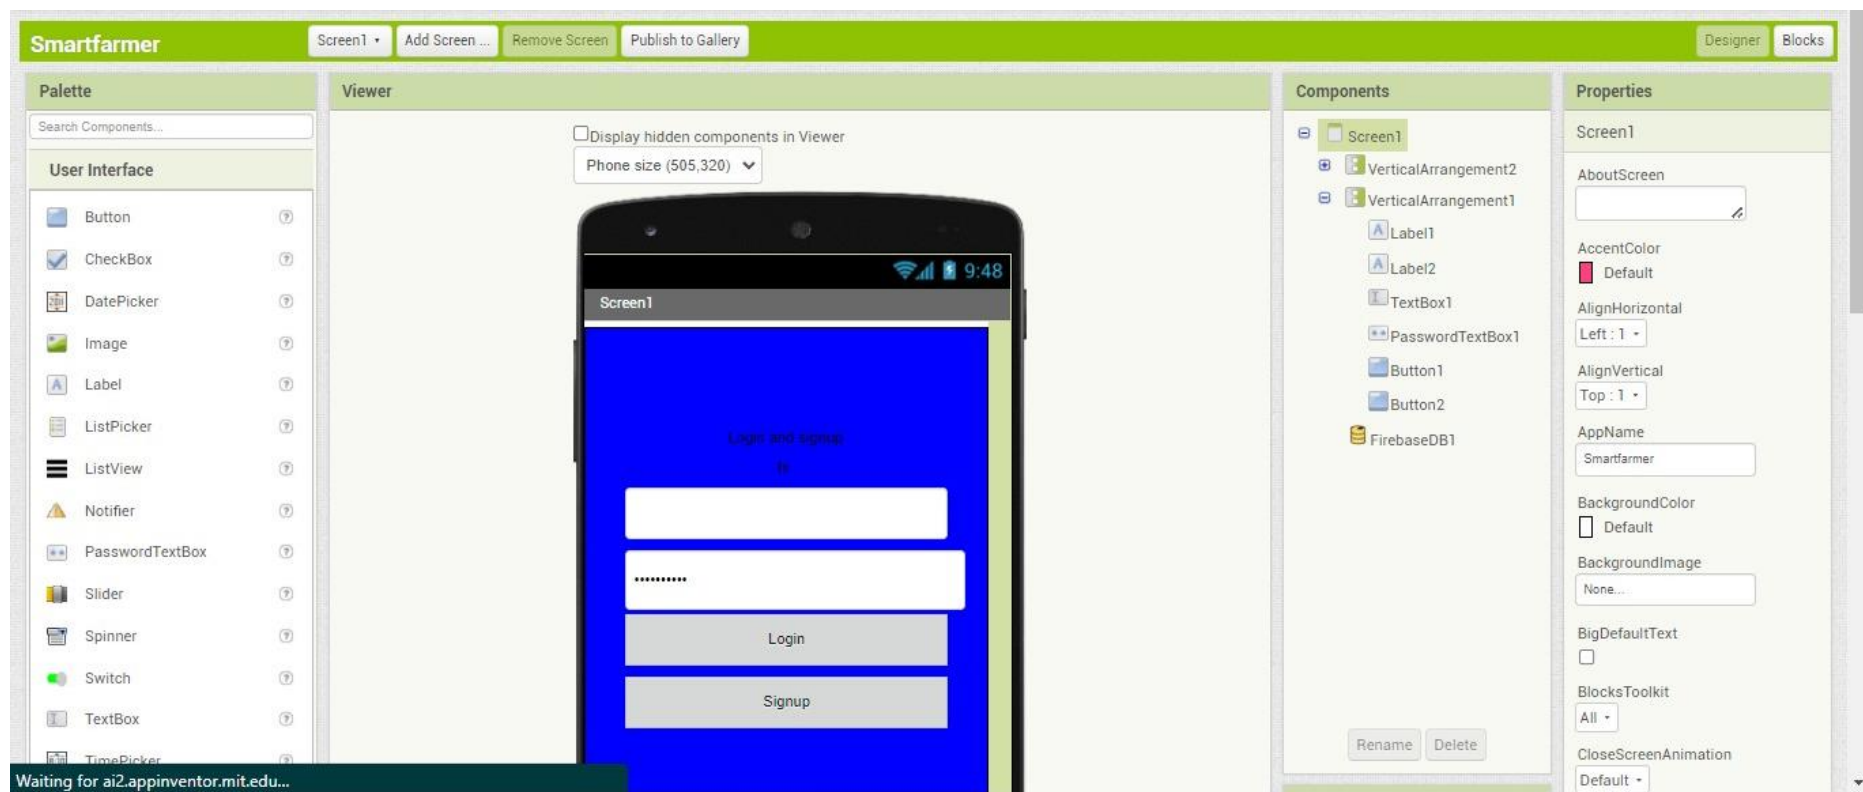 Smartfarmer
Screen1 Add Screen ... Remove Screen Publish to Gallery
Designer Blocks
Palette
Search Components...
User Interface
Button
CheckBox
DatePicker
Image
Label
ListPicker
ListView
Notifier
PasswordTextBox
Slider
Spinner
Switch
TextBox
TimePicker
Waiting for ai2.appinventor.mit.edu...
Viewer
Display hidden components in Viewer
Phone size (505,320)
9:48
Screen1
Login and signup
Login
Signup
Components
Screen1
VerticalArrangement2
VerticalArrangement1
Label1
Label2
TextBox1
PasswordTextBox1
Button1
Button2
FirebaseDB1
Rename Delete
Properties
Screen1
AboutScreen
AccentColor
Default
AlignHorizontal
Left : 1
AlignVertical
Top : 1
AppName
Smartfarmer
BackgroundColor
Default
BackgroundImage
None...
BigDefaultText
BlocksToolkit
All
CloseScreenAnimation
Default